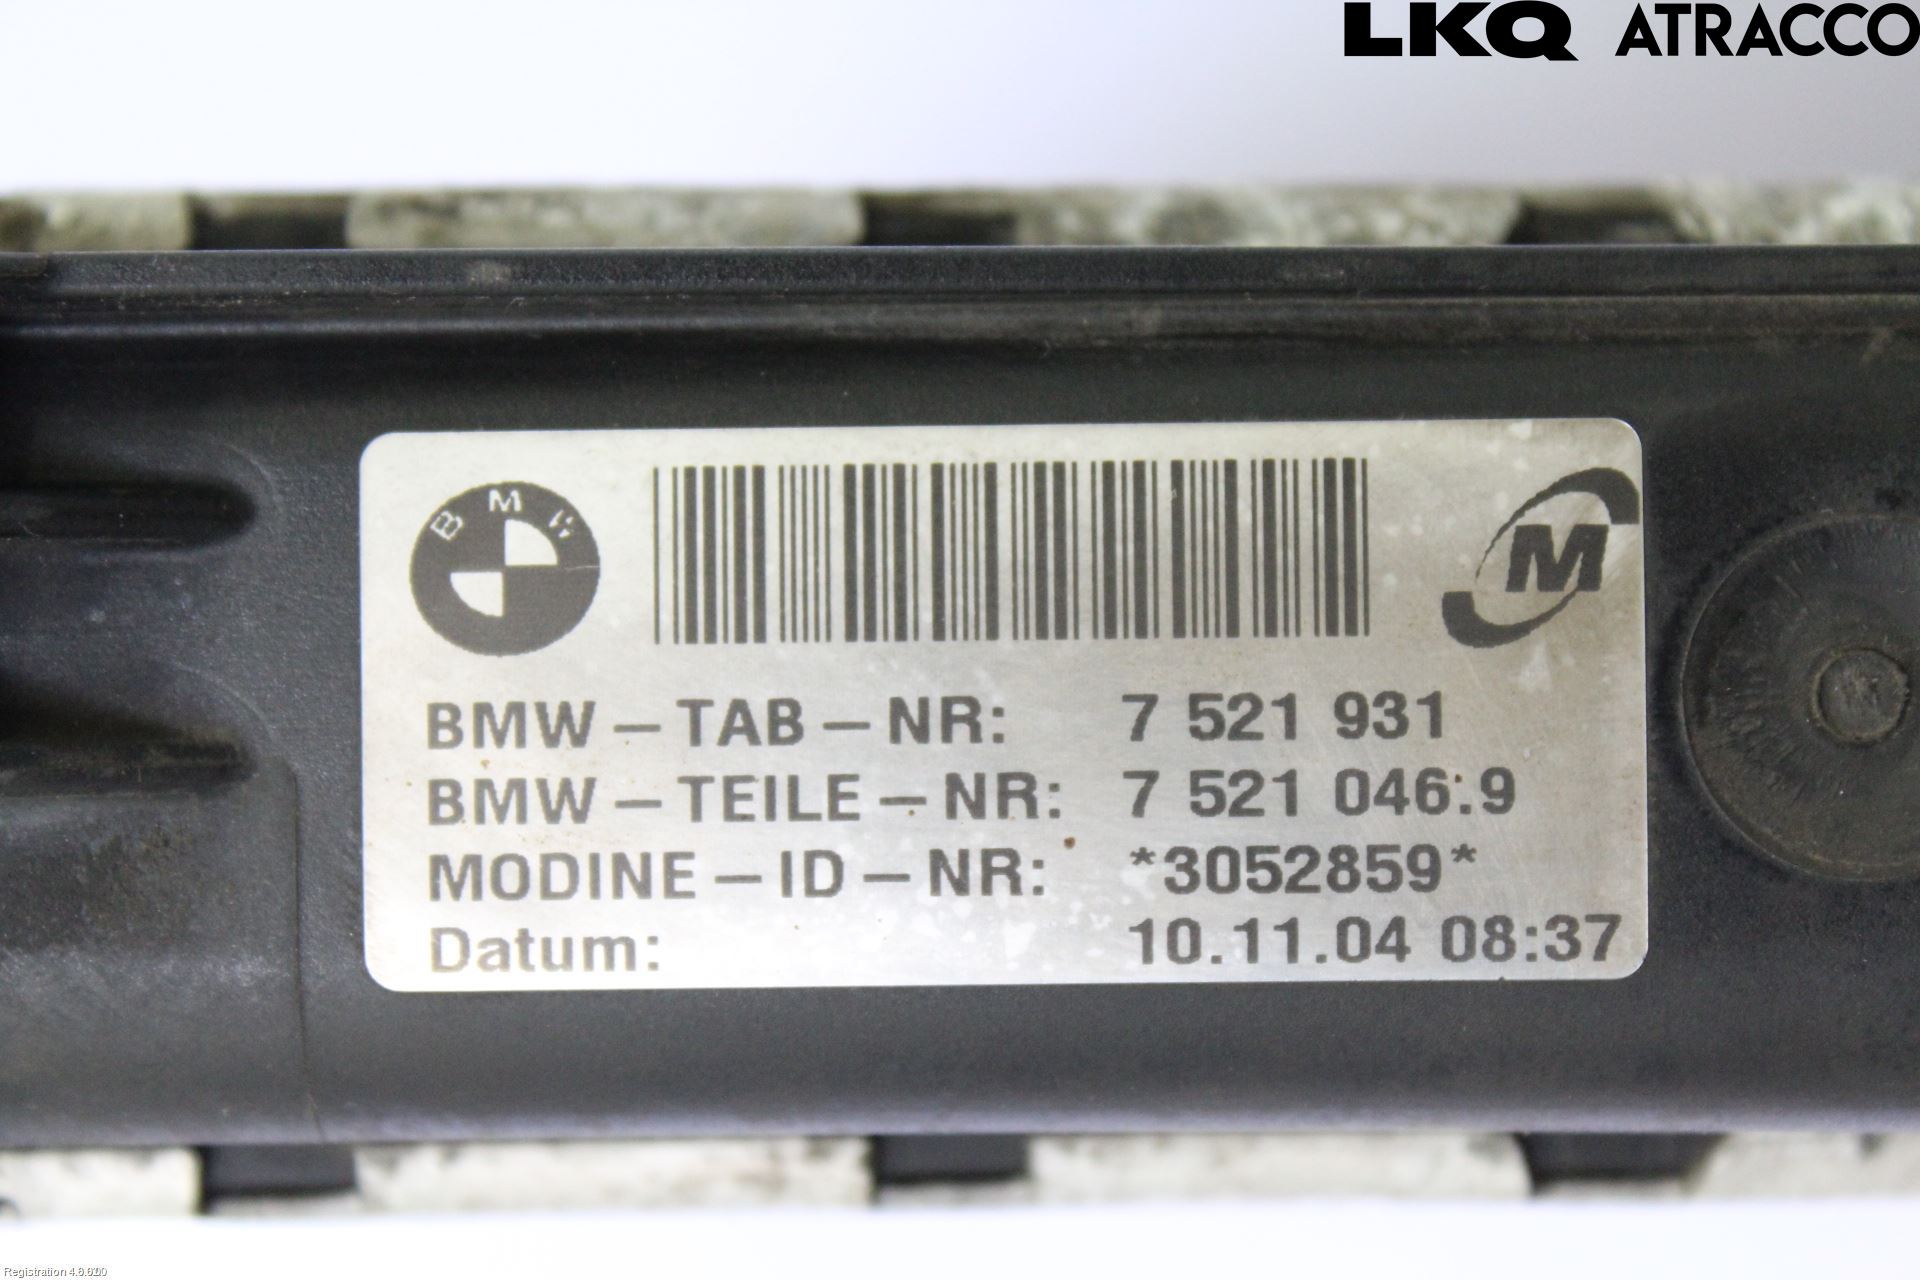 LKQ ATRACCO
BMW
M
BMW-TAB-NR: 7 521 931
BMW-TEILE-NR: 7 521 046.9
MODINE-ID-NR: *3052859*
Datum: 10.11.04 08:37
Registration